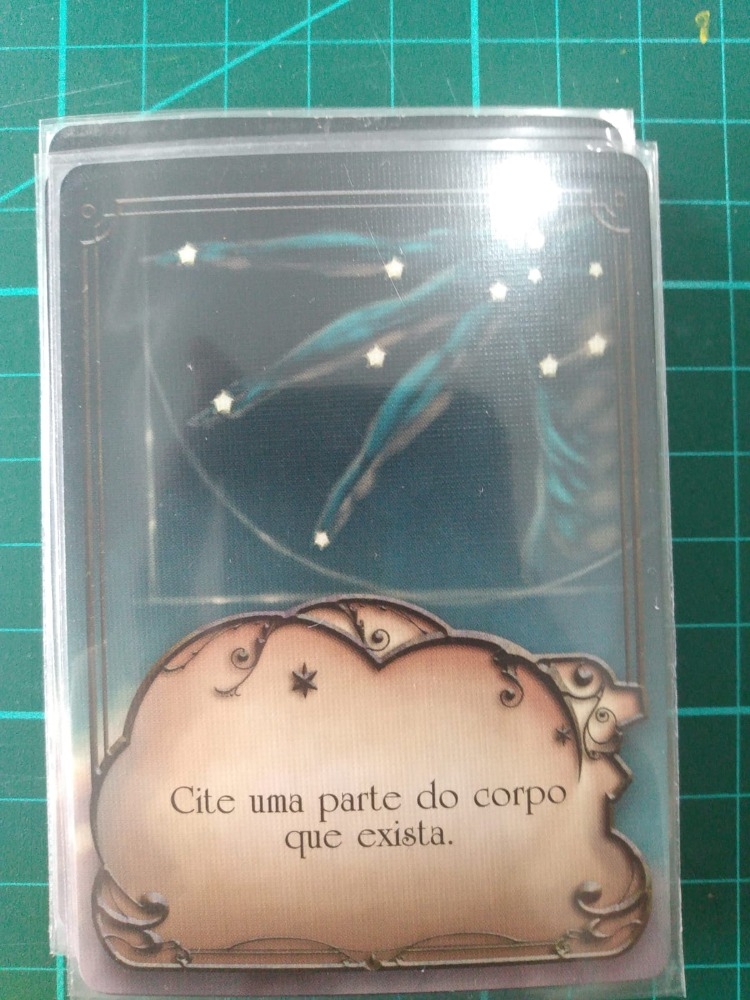 Cite uma parte do corpo
que exista.